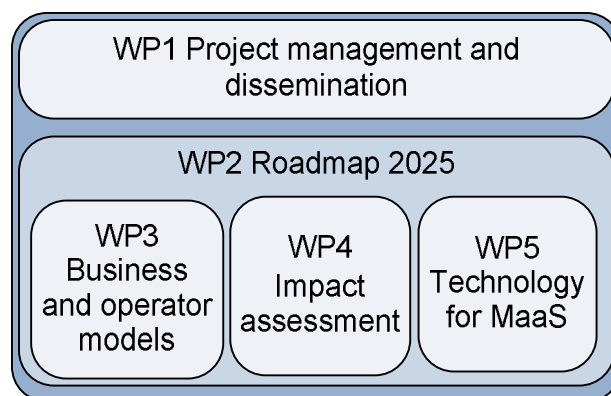 WP1 Project management and
dissemination
WP2 Roadmap 2025
WP3
Business
and operator
models
WP4
Impact
assessment
WP5
Technology
for MaaS